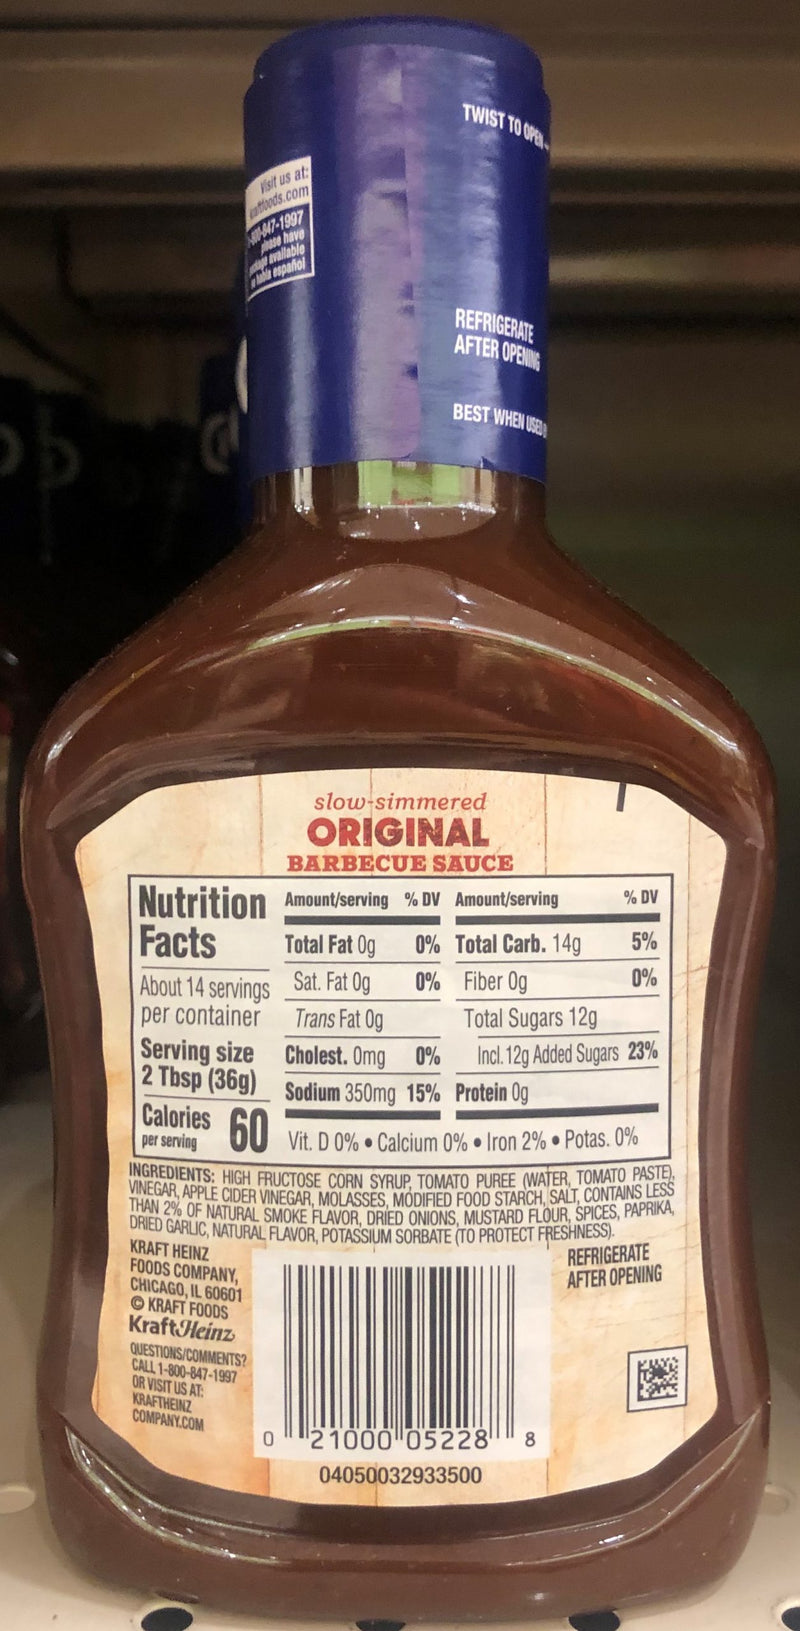 TWIST TO OPEN
Visit us at:
kraftfoods.com
1-800-847-1997
please have
package available
se habla español
REFRIGERATE
AFTER OPENING
BEST WHEN USED
slow-simmered
ORIGINAL
BARBECUE SAUCE
Nutrition
Facts
About 14 servings
per container
Serving size
2 Tbsp (36g)
Calories
per serving 60
Amount/serving % DV
Total Fat 0g 0%
Sat. Fat 0g 0%
Trans Fat 0g
Cholest. 0mg 0%
Sodium 350mg 15%
Amount/serving % DV
Total Carb. 14g 5%
Fiber 0g 0%
Total Sugars 12g
Incl. 12g Added Sugars 23%
Protein 0g
Vit. D 0% • Calcium 0% • Iron 2% • Potas. 0%
INGREDIENTS: HIGH FRUCTOSE CORN SYRUP, TOMATO PUREE (WATER, TOMATO PASTE),
VINEGAR, APPLE CIDER VINEGAR, MOLASSES, MODIFIED FOOD STARCH, SALT, CONTAINS LESS
THAN 2% OF NATURAL SMOKE FLAVOR, DRIED ONIONS, MUSTARD FLOUR, SPICES, PAPRIKA,
DRIED GARLIC, NATURAL FLAVOR, POTASSIUM SORBATE (TO PROTECT FRESHNESS).
KRAFT HEINZ
FOODS COMPANY,
CHICAGO, IL 60601
© KRAFT FOODS
KraftHeinz
QUESTIONS/COMMENTS?
CALL 1-800-847-1997
OR VISIT US AT:
KRAFTHEINZ
COMPANY.COM
REFRIGERATE
AFTER OPENING
0 21000 05228 8
04050032933500